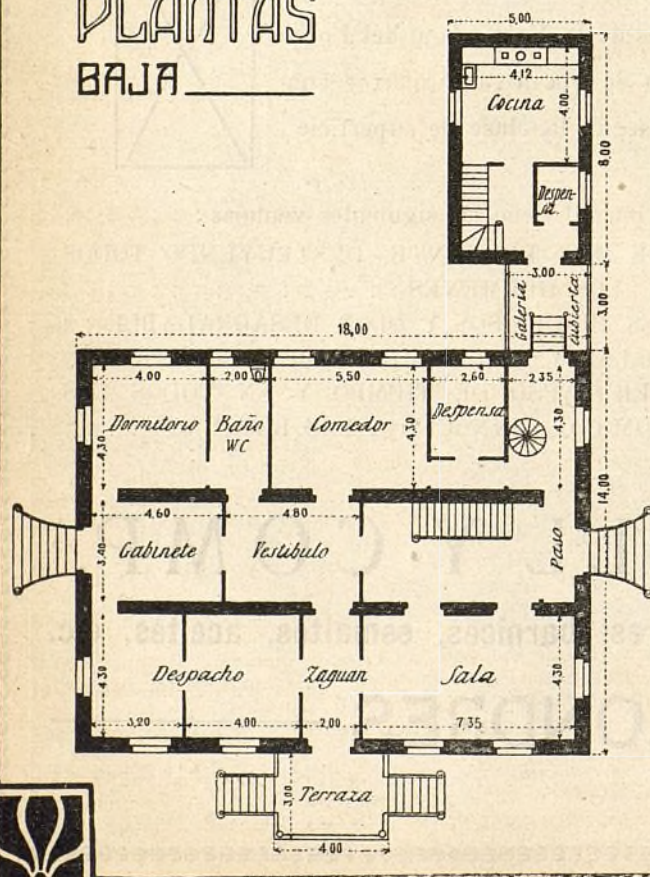 PLANTAS
BAJA
5,00
4,12
Cocina
4,00
8,00
Despen-
sa.
3,00
Galeria
cubierta
3,00
18,00
4,00
2,00
5,50
2,60
2,35
Dormitorio
Baño
WC
Comedor
Despensa
4,30
4,30
4,30
14,00
4,60
4,80
Gabinete
Vestibulo
Paso
3,40
Despacho
Zaguan
Sala
4,30
4,30
3,20
4,00
2,00
7,35
Terraza
3,00
4,00